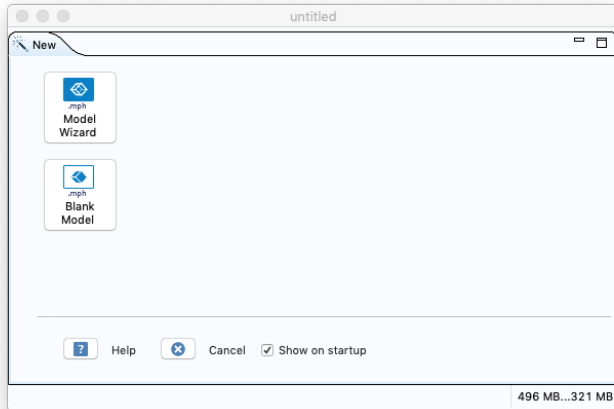 untitled
New
.mph
Model
Wizard
.mph
Blank
Model
? Help Cancel Show on startup
496 MB...321 MB